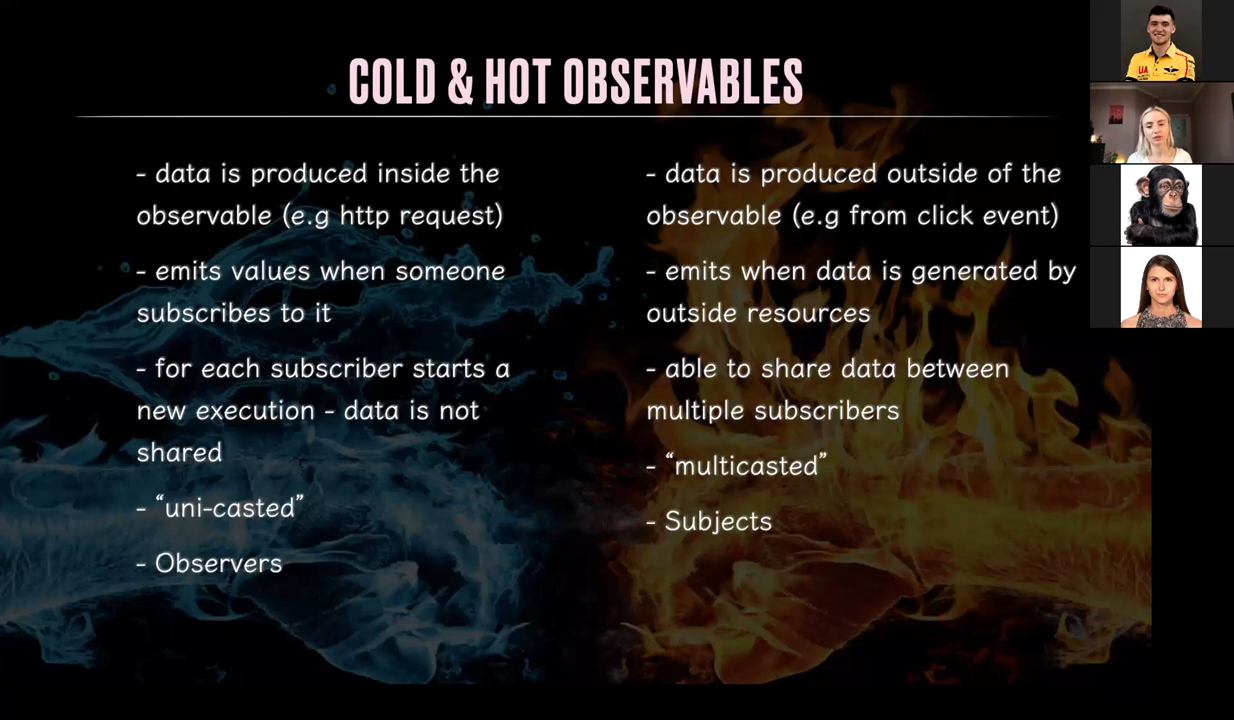 COLD & HOT OBSERVABLES
- data is produced inside the
observable (e.g http request)
- emits values when someone
subscribes to it
- for each subscriber starts a
new execution - data is not
shared
- “uni-casted”
- Observers
- data is produced outside of the
observable (e.g from click event)
- emits when data is generated by
outside resources
- able to share data between
multiple subscribers
- “multicasted”
- Subjects
UA